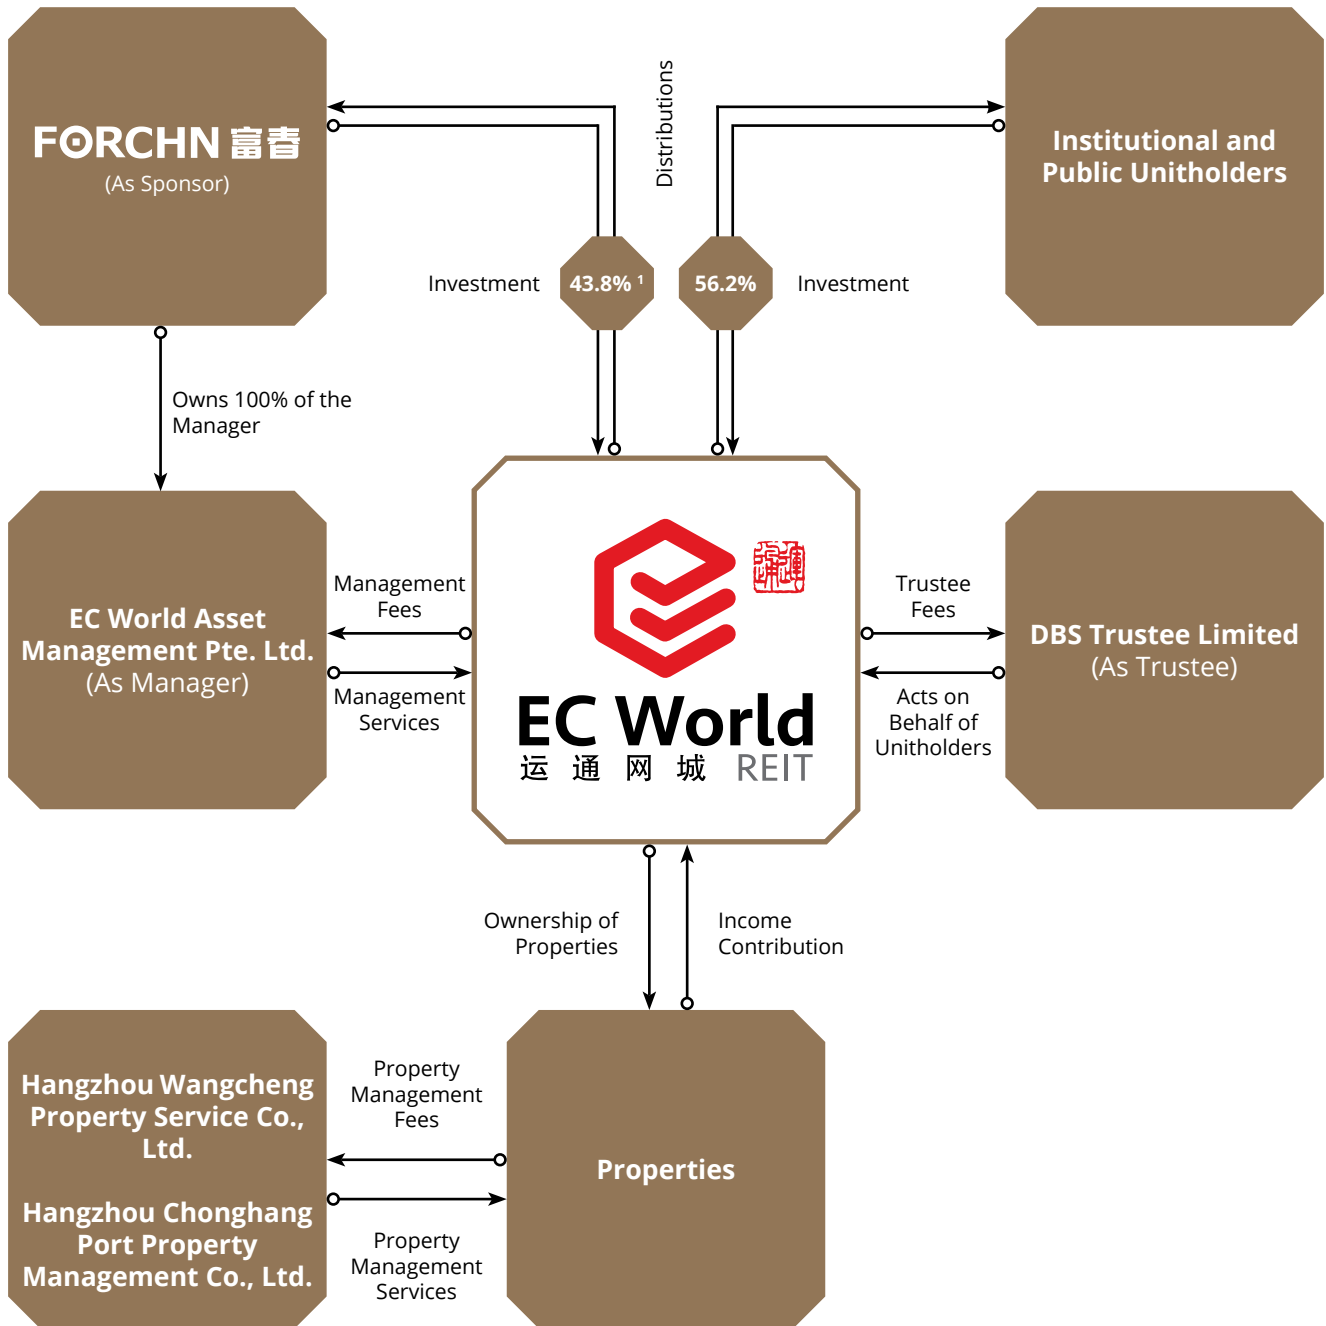 FORCHN 富春
(As Sponsor)
Distributions
Institutional and
Public Unitholders
Investment
43.8% 1
56.2%
Investment
Owns 100% of the
Manager
EC World Asset
Management Pte. Ltd.
(As Manager)
Management
Fees
Management
Services
EC World
运通网城 REIT
Trustee
Fees
Acts on
Behalf of
Unitholders
DBS Trustee Limited
(As Trustee)
Ownership of
Properties
Income
Contribution
Hangzhou Wangcheng
Property Service Co.,
Ltd.
Hangzhou Chonghang
Port Property
Management Co., Ltd.
Property
Management
Fees
Property
Management
Services
Properties